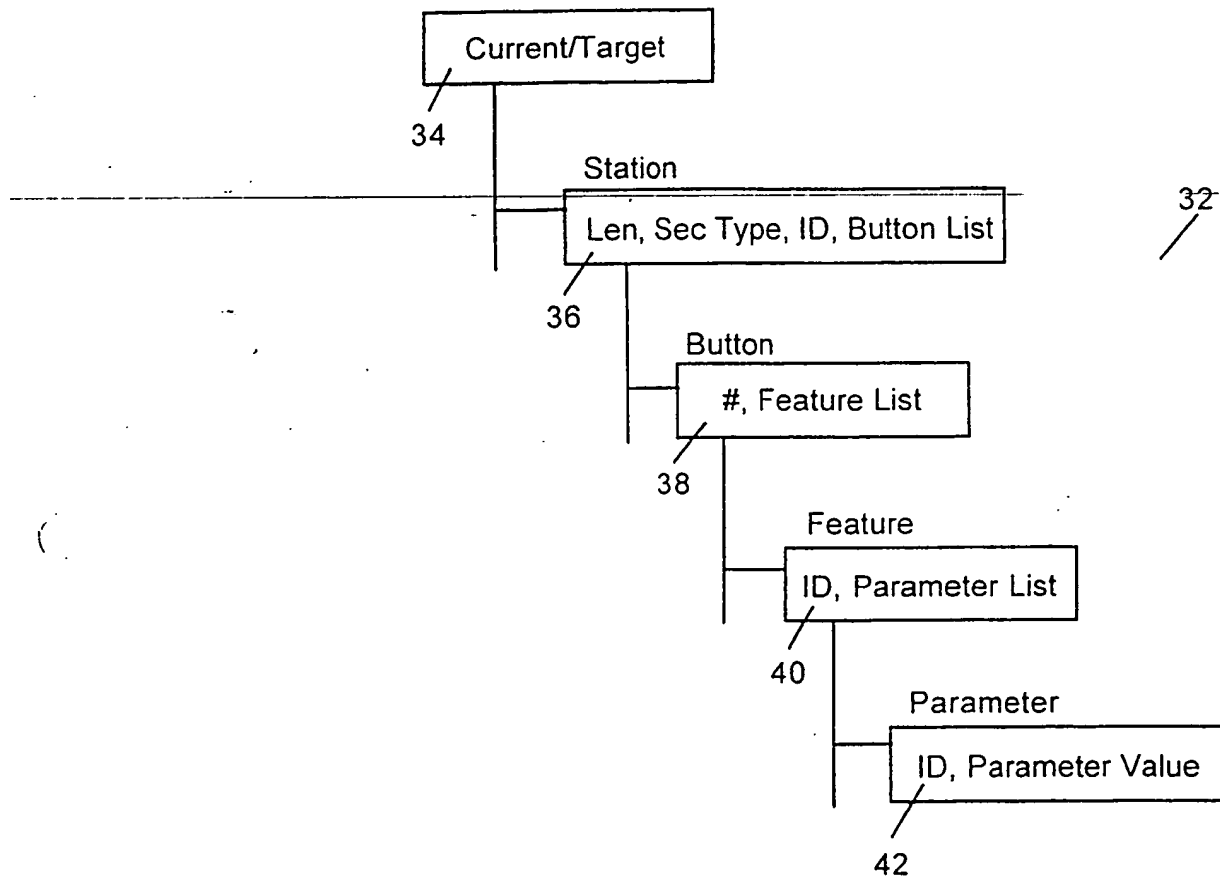 Current/Target
34
Station
32
Len, Sec Type, ID, Button List
36
Button
#, Feature List
38
Feature
ID, Parameter List
40
Parameter
ID, Parameter Value
42